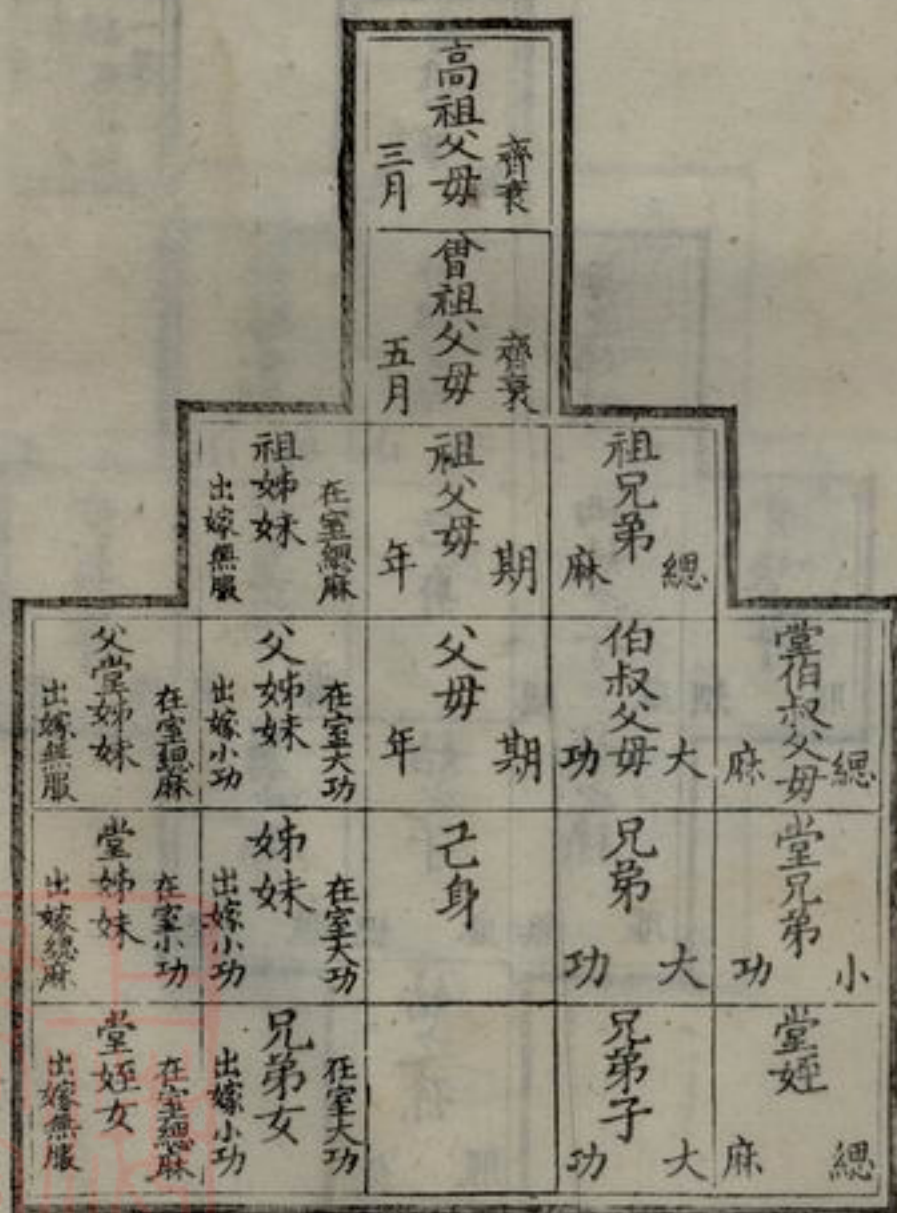 高祖父母 齊衰三月
曾祖父母 齊衰五月
祖兄弟 緦麻
祖父母 期年
祖姊妹 在室緦麻 出嫁無服
堂伯叔父母 緦麻
伯叔父母 大功
父母 期年
父姊妹 在室大功 出嫁小功
父堂姊妹 在室緦麻 出嫁無服
堂兄弟 小功
兄弟 大功
己身
姊妹 在室大功 出嫁小功
堂姊妹 在室小功 出嫁緦麻
堂姪 緦麻
兄弟子 大功
兄弟女 在室大功 出嫁小功
堂姪女 在室緦麻 出嫁無服